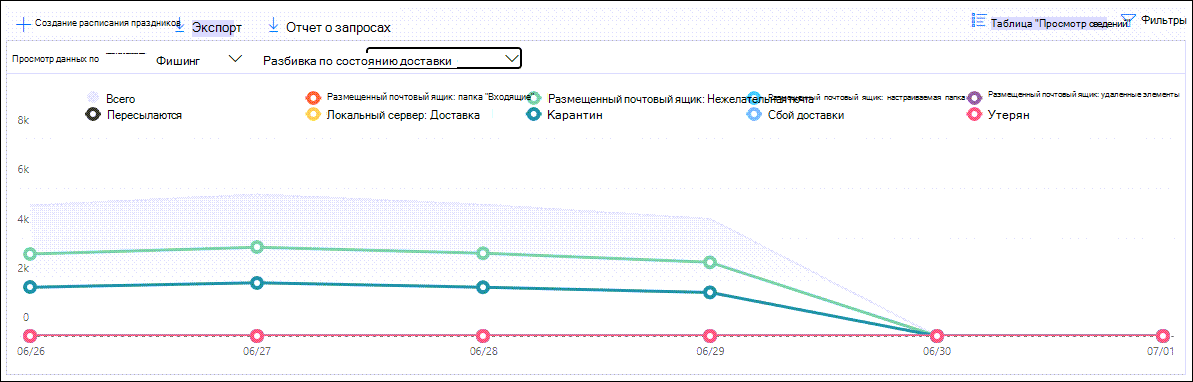 Создание расписания праздников Экспорт Отчет о запросах Таблица "Просмотр сведений Фильтры
Просмотр данных по Фишинг Разбивка по состоянию доставки
Всего Размещенный почтовый ящик: папка "Входящие" Размещенный почтовый ящик: Нежелательная почта Размещенный почтовый ящик: настраиваемая папка Размещенный почтовый ящик: удаленные элементы
Пересылаются Локальный сервер: Доставка Карантин Сбой доставки Утерян
8k
6k
4k
2k
0
06/26 06/27 06/28 06/29 06/30 07/01